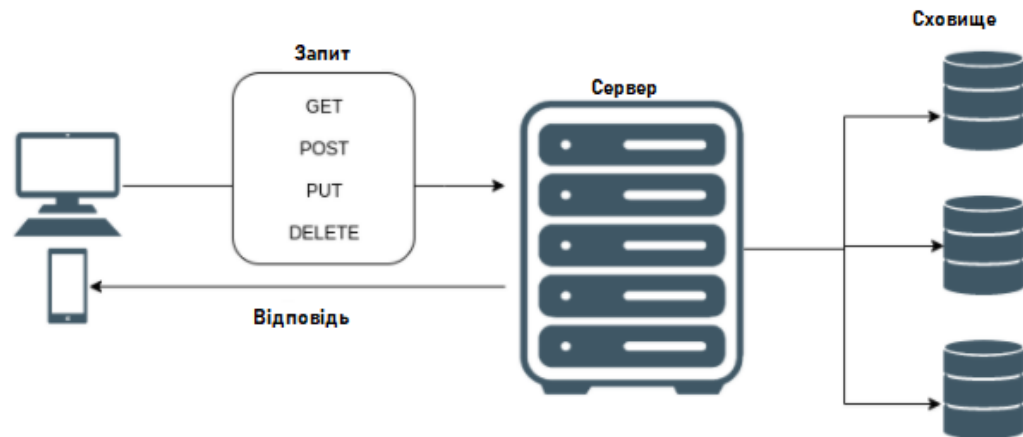 Сховище
Запит
Сервер
GET
POST
PUT
DELETE
Відповідь